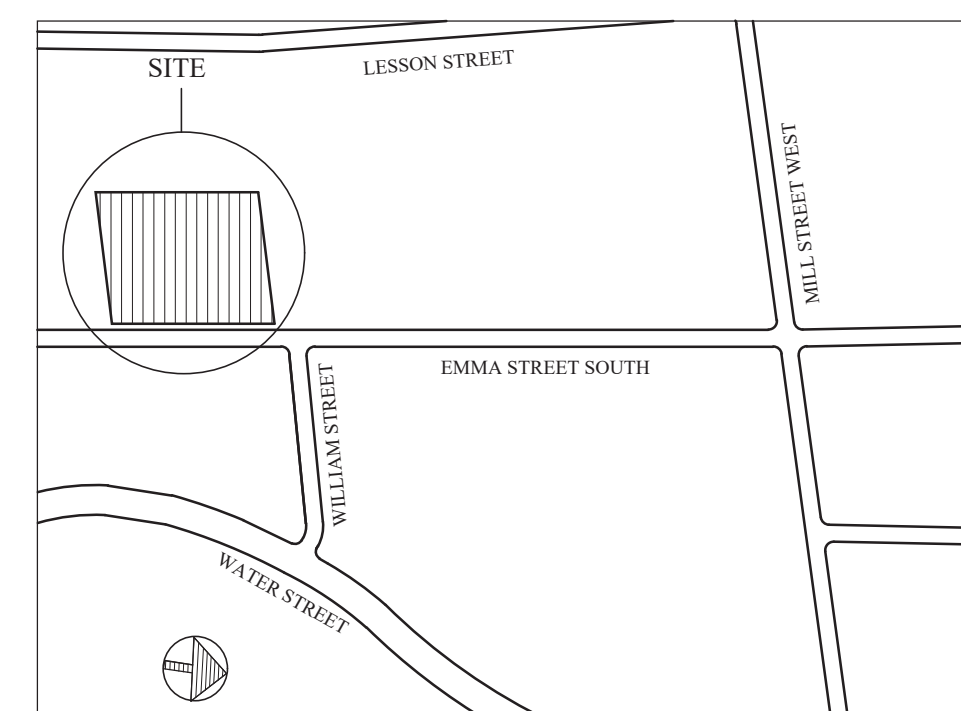 SITE
LESSON STREET
MILL STREET WEST
EMMA STREET SOUTH
WILLIAM STREET
WATER STREET